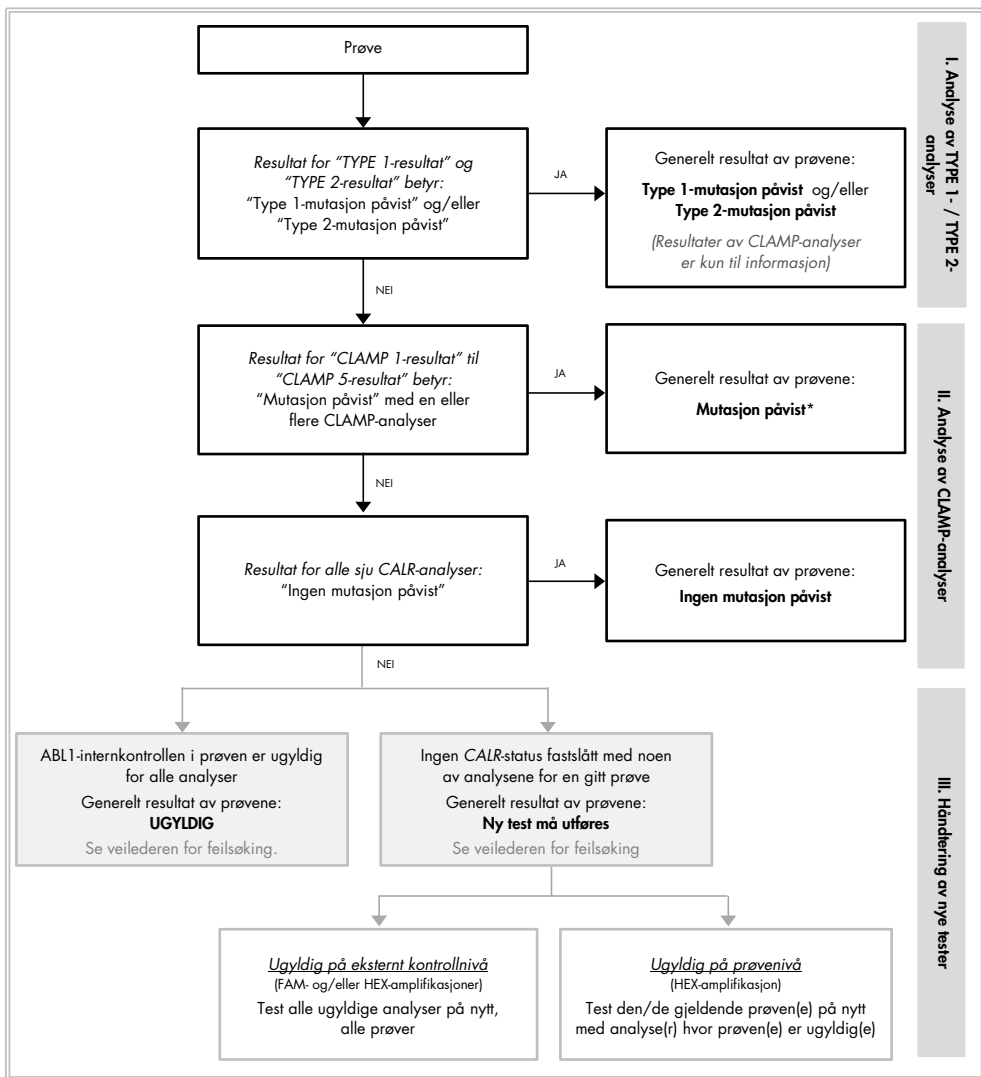 Prøve
Resultat for “TYPE 1-resultat” og
“TYPE 2-resultat” betyr:
“Type 1-mutasjon påvist” og/eller
“Type 2-mutasjon påvist”
JA
Generelt resultat av prøvene:
Type 1-mutasjon påvist og/eller
Type 2-mutasjon påvist
(Resultater av CLAMP-analyser
er kun til informasjon)
I. Analyse av TYPE 1- / TYPE 2-
analyser
NEI
Resultat for “CLAMP 1-resultat” til
“CLAMP 5-resultat” betyr:
“Mutasjon påvist” med en eller
flere CLAMP-analyser
JA
Generelt resultat av prøvene:
Mutasjon påvist*
II. Analyse av CLAMP-analyser
NEI
Resultat for alle sju CALR-analyser:
“Ingen mutasjon påvist”
JA
Generelt resultat av prøvene:
Ingen mutasjon påvist
NEI
ABL1-internkontrollen i prøven er ugyldig
for alle analyser
Generelt resultat av prøvene:
UGYLDIG
Se veilederen for feilsøking.
Ingen CALR-status fastslått med noen
av analysene for en gitt prøve
Generelt resultat av prøvene:
Ny test må utføres
Se veilederen for feilsøking
III. Håndtering av nye tester
Ugyldig på eksternt kontrollnivå
(FAM- og/eller HEX-amplifikasjoner)
Test alle ugyldige analyser på nytt,
alle prøver
Ugyldig på prøvenivå
(HEX-amplifikasjon)
Test den/de gjeldende prøven(e) på nytt
med analyse(r) hvor prøven(e) er ugyldig(e)